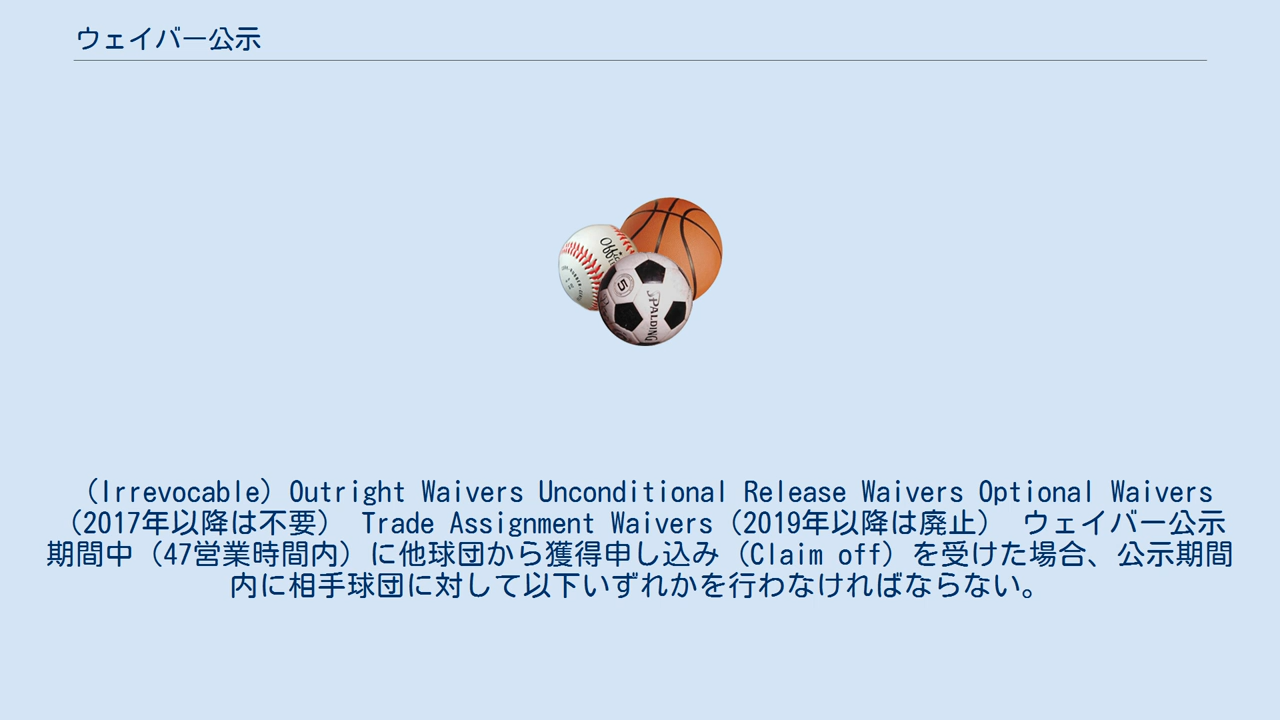 ウェイバー公示
Official
5
SPALDING
（Irrevocable）Outright Waivers Unconditional Release Waivers Optional Waivers
（2017年以降は不要） Trade Assignment Waivers（2019年以降は廃止） ウェイバー公示
期間中（47営業時間内）に他球団から獲得申し込み（Claim off）を受けた場合、公示期間
内に相手球団に対して以下いずれかを行わなければならない。